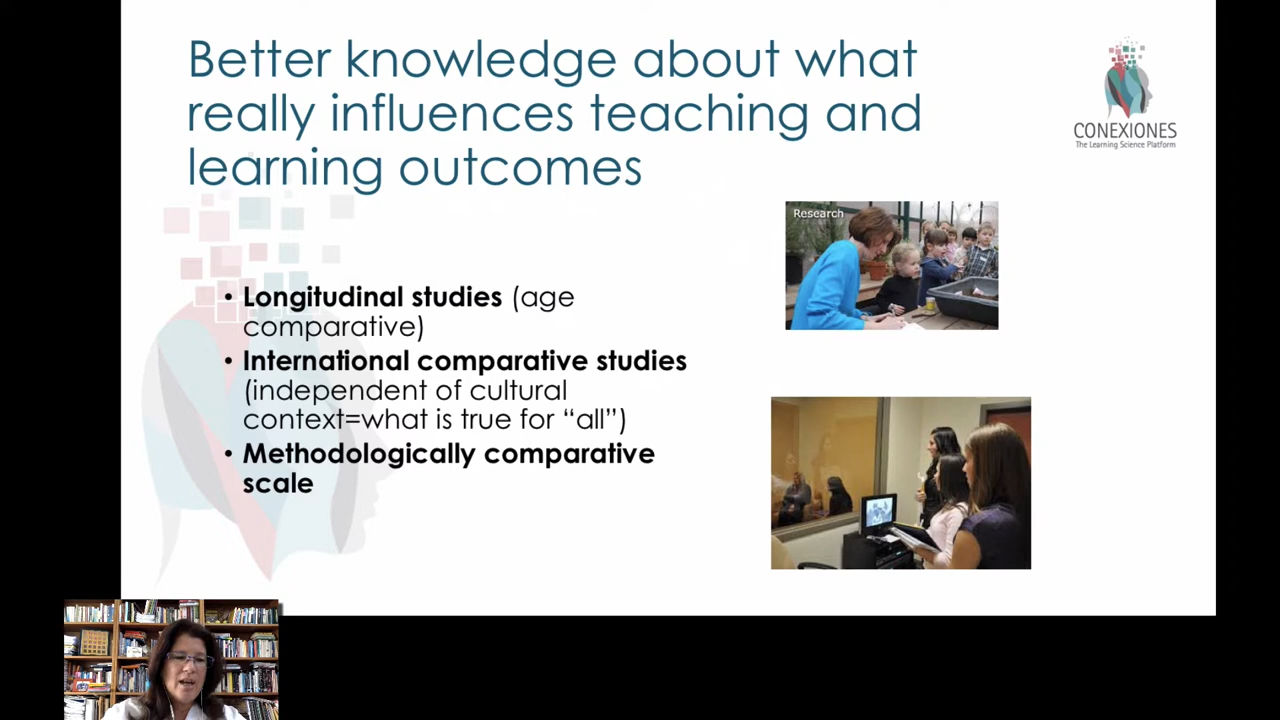 Better knowledge about what
really influences teaching and
learning outcomes
CONEXIONES
The Learning Science Platform
Research
• Longitudinal studies (age
comparative)
• International comparative studies
(independent of cultural
context=what is true for “all”)
• Methodologically comparative
scale